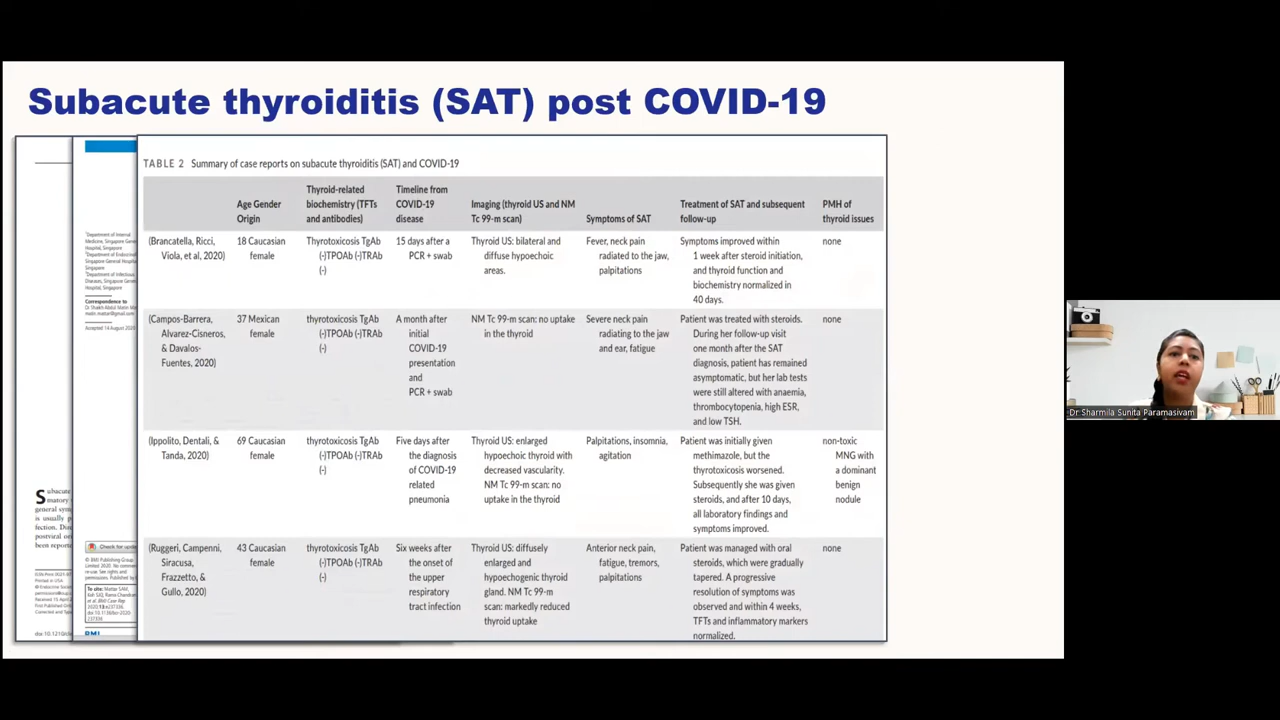 Subacute thyroiditis (SAT) post COVID-19
TABLE 2 Summary of case reports on subacute thyroiditis (SAT) and COVID-19
Age Gender Origin
Thyroid-related biochemistry (TFTs and antibodies)
Timeline from COVID-19 disease
Imaging (thyroid US and NM Tc 99-m scan)
Symptoms of SAT
Treatment of SAT and subsequent follow-up
PMH of thyroid issues
(Brancatella, Ricci, Viola, et al, 2020)
18 Caucasian female
Thyrotoxicosis TgAb (-)TPOAb (-)TRAb (-)
15 days after a PCR + swab
Thyroid US: bilateral and diffuse hypoechoic areas.
Fever, neck pain radiated to the jaw, palpitations
Symptoms improved within 1 week after steroid initiation, and thyroid function and biochemistry normalized in 40 days.
none
(Campos-Barrera, Alvarez-Cisneros, & Davalos-Fuentes, 2020)
37 Mexican female
thyrotoxicosis TgAb (-)TPOAb (-)TRAb (-)
A month after initial COVID-19 presentation and PCR + swab
NM Tc 99-m scan: no uptake in the thyroid
Severe neck pain radiating to the jaw and ear, fatigue
Patient was treated with steroids. During her follow-up visit one month after the SAT diagnosis, patient has remained asymptomatic, but her lab tests were still altered with anaemia, thrombocytopenia, high ESR, and low TSH.
none
(Ippolito, Dentali, & Tanda, 2020)
69 Caucasian female
thyrotoxicosis TgAb (-)TPOAb (-)TRAb (-)
Five days after the diagnosis of COVID-19 related pneumonia
Thyroid US: enlarged hypoechoic thyroid with decreased vascularity. NM Tc 99-m scan: no uptake in the thyroid
Palpitations, insomnia, agitation
Patient was initially given methimazole, but the thyrotoxicosis worsened. Subsequently she was given steroids, and after 10 days, all laboratory findings and symptoms improved.
non-toxic MNG with a dominant benign nodule
(Ruggeri, Campenni, Siracusa, Frazzetto, & Gullo, 2020)
43 Caucasian female
thyrotoxicosis TgAb (-)TPOAb (-)TRAb (-)
Six weeks after the onset of the upper respiratory tract infection
Thyroid US: diffusely enlarged and hypoechogenic thyroid gland. NM Tc 99-m scan: markedly reduced thyroid uptake
Anterior neck pain, fatigue, tremors, palpitations
Patient was managed with oral steroids, which were gradually tapered. A progressive resolution of symptoms was observed and within 4 weeks, TFTs and inflammatory markers normalized.
none
Dr Sharmila Sunita Paramasivam